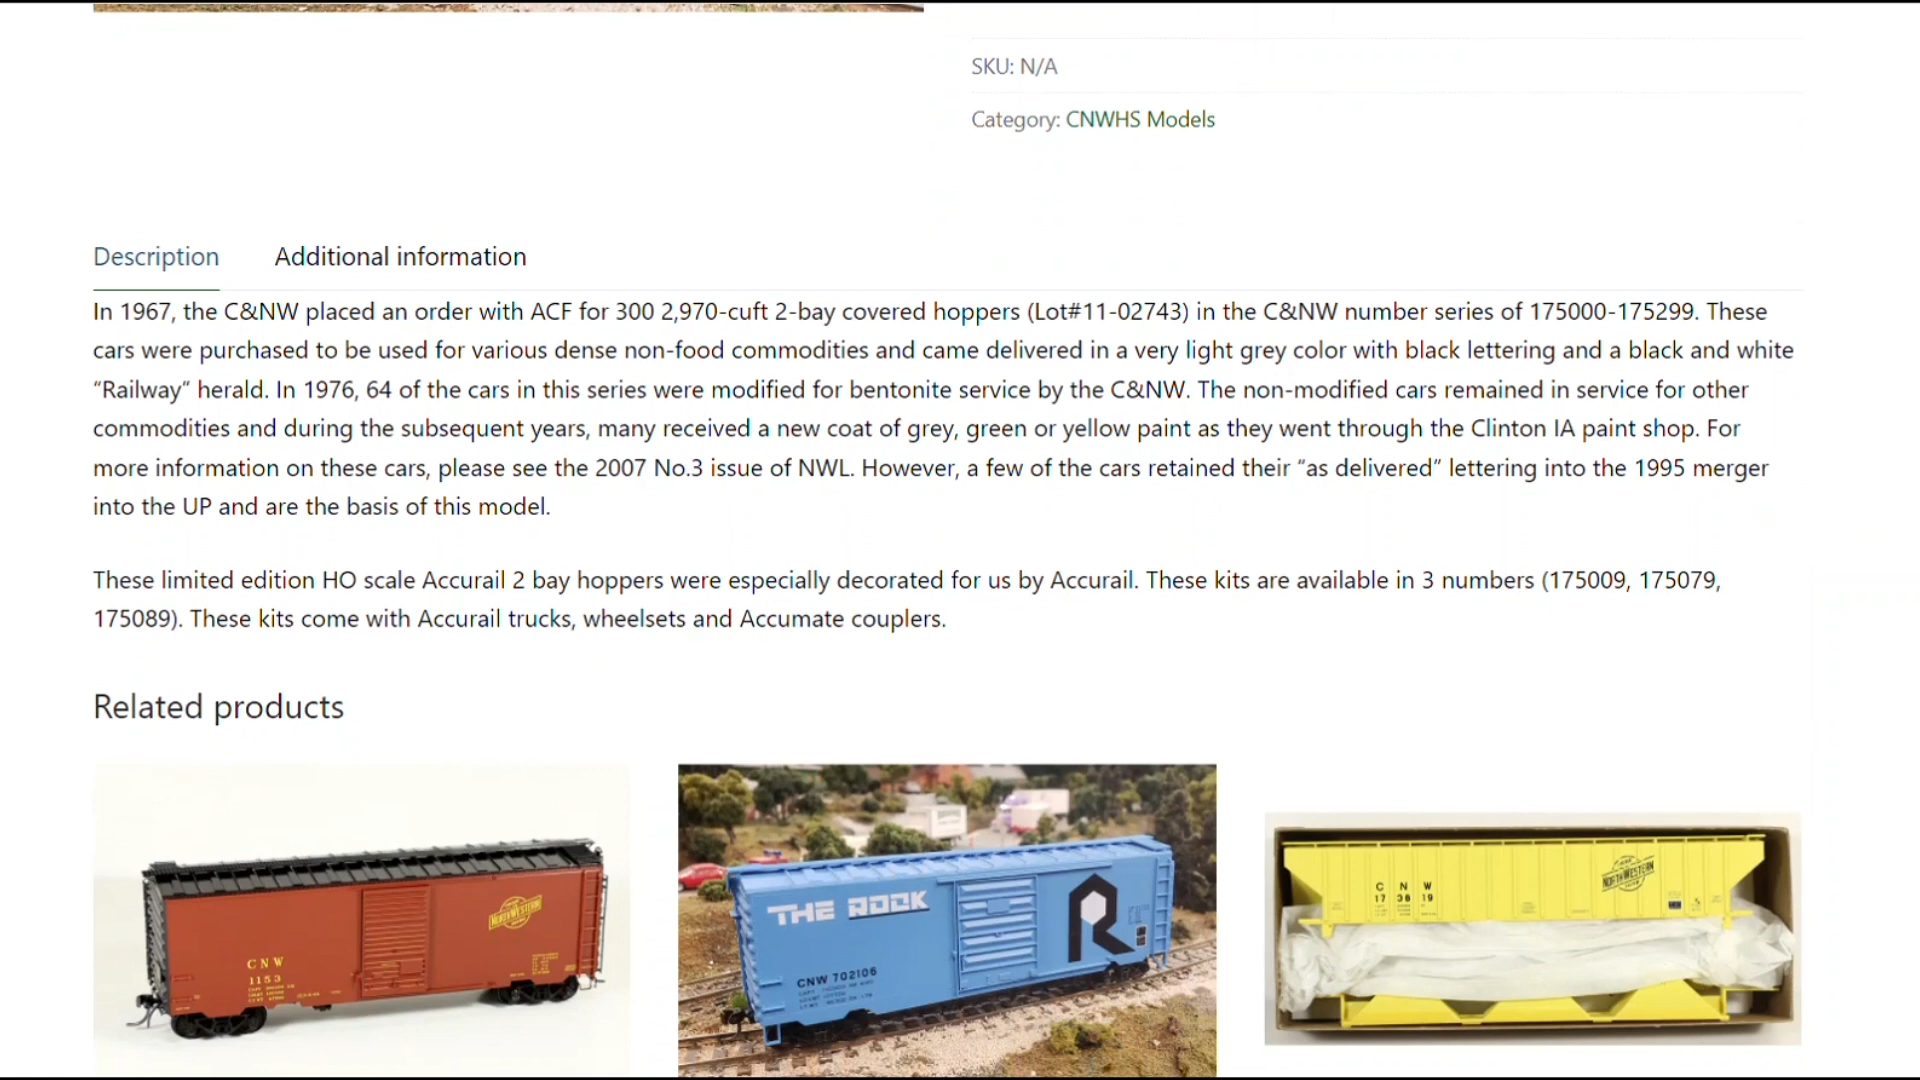 SKU: N/A
Category: CNWHS Models
Description
Additional information
In 1967, the C&NW placed an order with ACF for 300 2,970-cuft 2-bay covered hoppers (Lot#11-02743) in the C&NW number series of 175000-175299. These
cars were purchased to be used for various dense non-food commodities and came delivered in a very light grey color with black lettering and a black and white
“Railway“ herald. In 1976, 64 of the cars in this series were modified for bentonite service by the C&NW. The non-modified cars remained in service for other
commodities and during the subsequent years, many received a new coat of grey, green or yellow paint as they went through the Clinton IA paint shop. For
more information on these cars, please see the 2007 No.3 issue of NWL. However, a few of the cars retained their “as delivered” lettering into the 1995 merger
into the UP and are the basis of this model.
These limited edition HO scale Accurail 2 bay hoppers were especially decorated for us by Accurail. These kits are available in 3 numbers (175009, 175079,
175089). These kits come with Accurail trucks, wheelsets and Accumate couplers.
Related products
NORTHWESTERN
C N W
1153
THE ROCK
R
CNW 702106
NORTHWESTERN
C N W
17 38 19